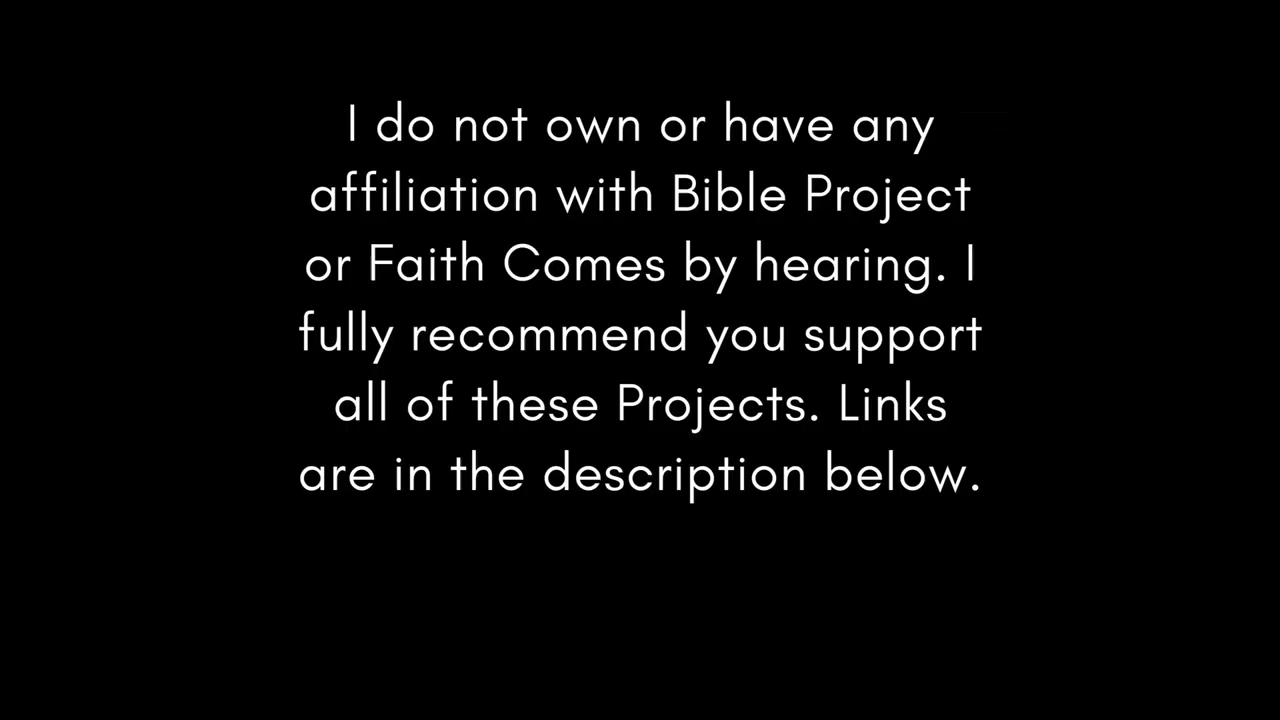 I do not own or have any
affiliation with Bible Project
or Faith Comes by hearing. I
fully recommend you support
all of these Projects. Links
are in the description below.